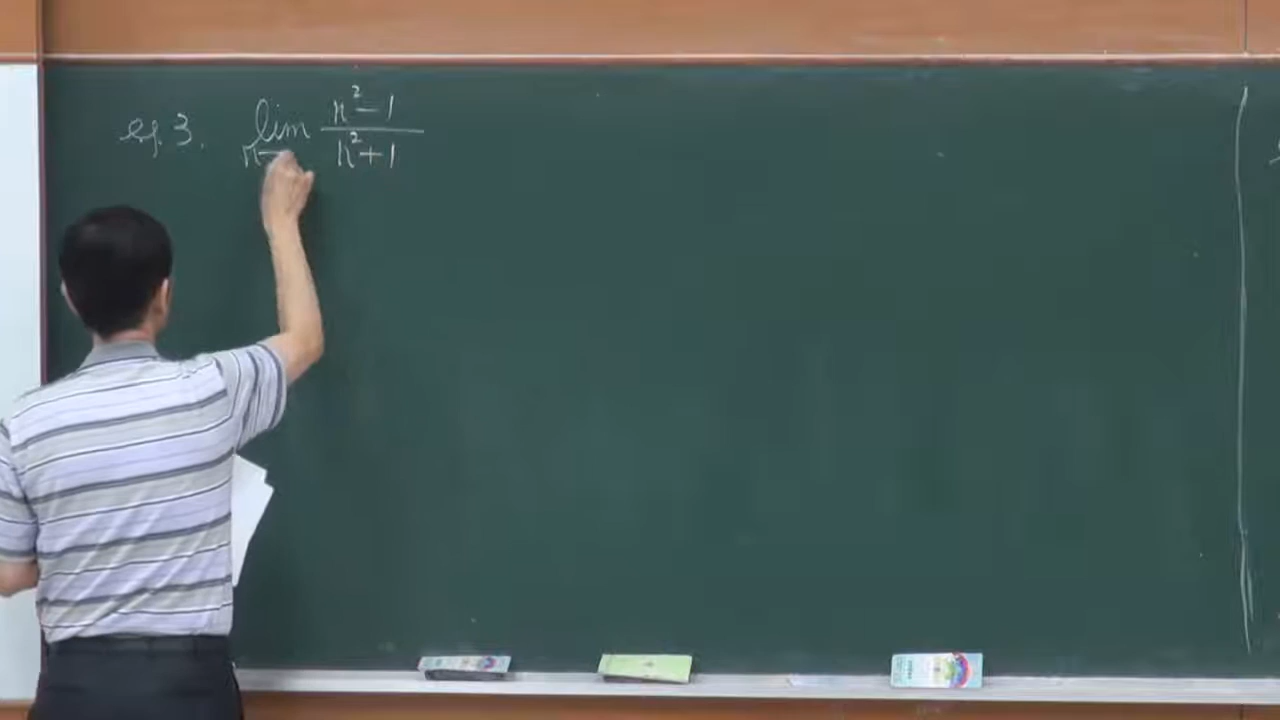 eg. 3. lim n→ n²-1 / n²+1